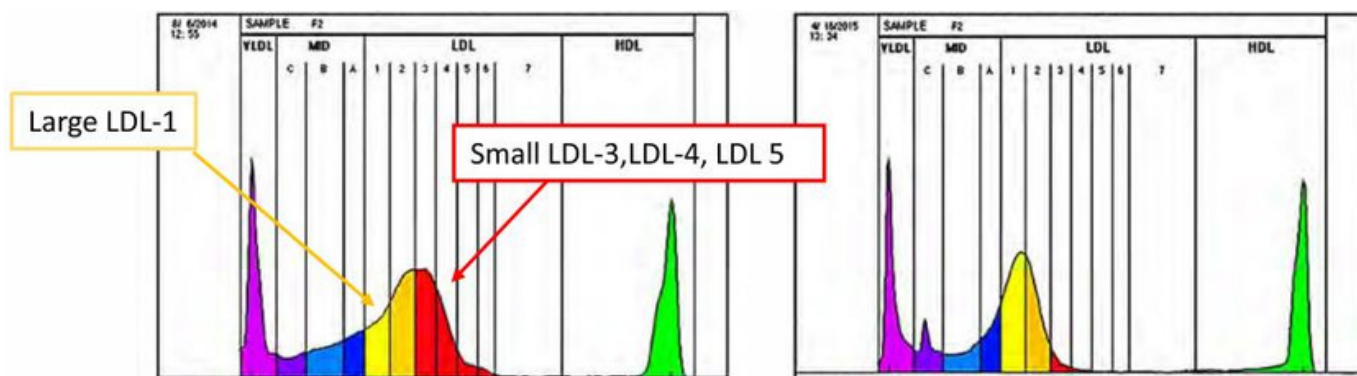 8/ 6/2014 SAMPLE F2
12:55
VLDL MID LDL HDL
C B A 1 2 3 4 5 6 7
Large LDL-1
Small LDL-3,LDL-4, LDL 5
4/ 18/2015 SAMPLE F2
VLDL MID LDL HDL
C B A 1 2 3 4 5 6 7